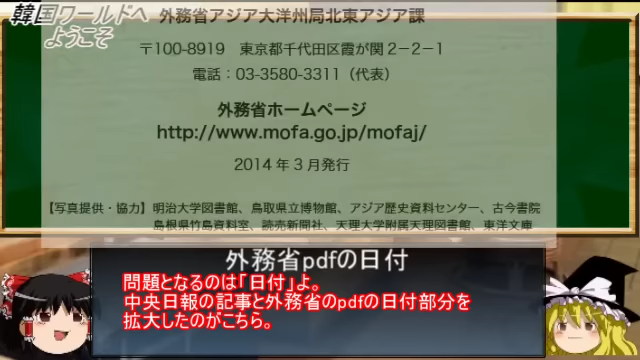 韓国ワールドへ
ようこそ
外務省アジア大洋州局北東アジア課
〒100-8919 東京都千代田区霞が関2-2-1
電話：03-3580-3311（代表）
外務省ホームページ
http://www.mofa.go.jp/mofaj/
2014年3月発行
【写真提供・協力】明治大学図書館、鳥取県立博物館、アジア歴史資料センター、古今書院
島根県竹島資料室、読売新聞社、天理大学附属天理図書館、東洋文庫
外務省pdfの日付
問題となるのは「日付」よ。
中央日報の記事と外務省のpdfの日付部分を
拡大したのがこちら。